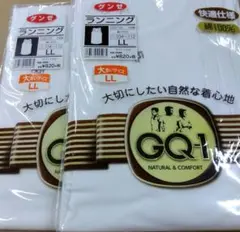 グンゼ
ランニング
LL
大きいサイズ
LL
グンゼ
ランニング
LL
大きいサイズ
LL
快適仕様
綿100%
大切にしたい自然な着心地
大切にしたい自然な着心地
GQ-1
NATURAL & COMFORT